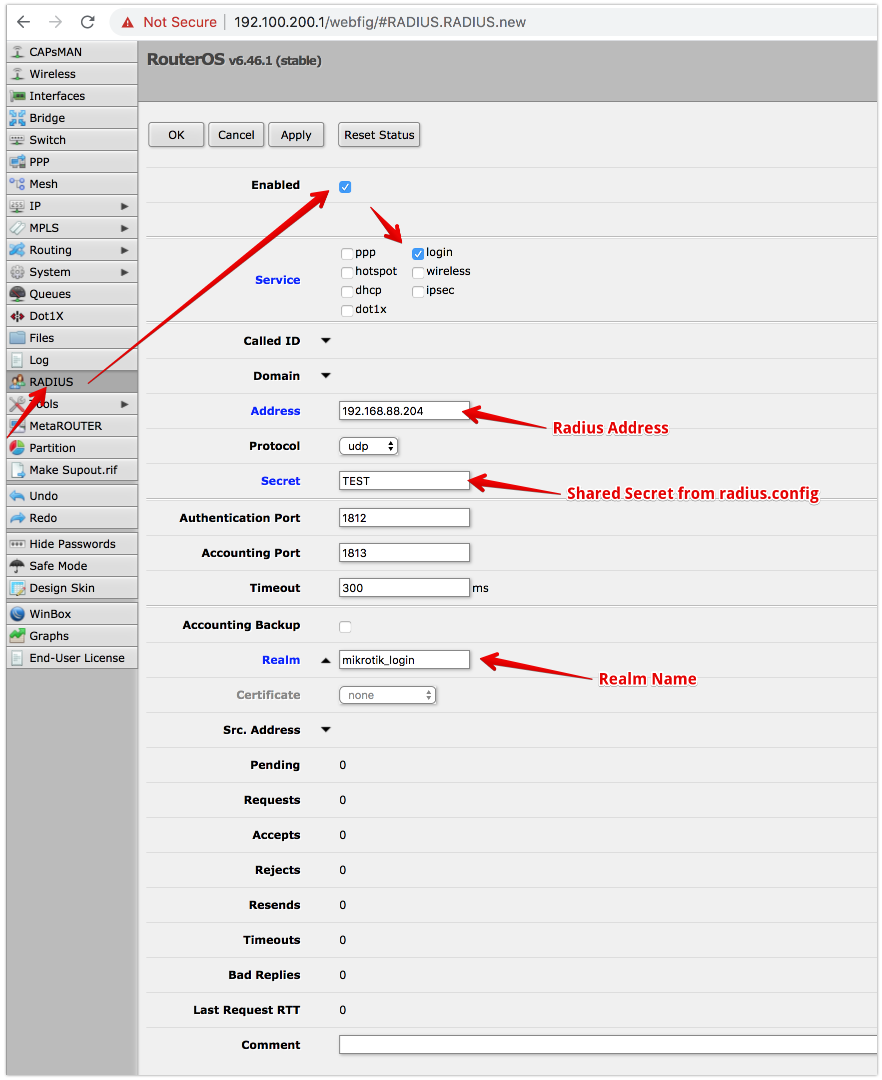 Not Secure | 192.100.200.1/webfig/#RADIUS.RADIUS.new
CAPsMAN
Wireless
Interfaces
Bridge
Switch
PPP
Mesh
IP
MPLS
Routing
System
Queues
Dot1X
Files
Log
RADIUS
Tools
MetaROUTER
Partition
Make Supout.rif
Undo
Redo
Hide Passwords
Safe Mode
Design Skin
WinBox
Graphs
End-User License
RouterOS v6.46.1 (stable)
OK Cancel Apply Reset Status
Enabled
Service
ppp login
hotspot wireless
dhcp ipsec
dot1x
Called ID
Domain
Address 192.168.88.204 Radius Address
Protocol udp
Secret TEST Shared Secret from radius.config
Authentication Port 1812
Accounting Port 1813
Timeout 300 ms
Accounting Backup
Realm mikrotik_login Realm Name
Certificate none
Src. Address
Pending 0
Requests 0
Accepts 0
Rejects 0
Resends 0
Timeouts 0
Bad Replies 0
Last Request RTT 0
Comment